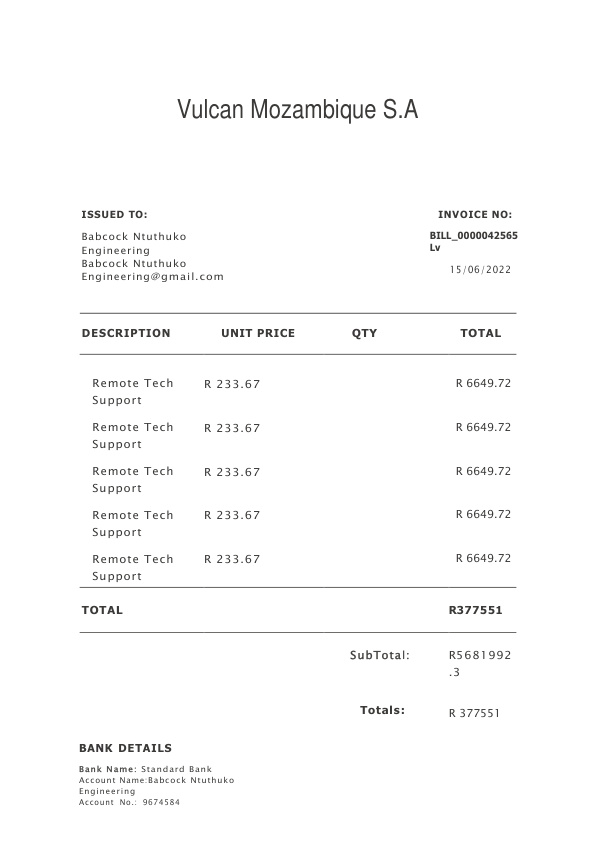 Vulcan Mozambique S.A
ISSUED TO:
INVOICE NO:
Babcock Ntuthuko
Engineering
Babcock Ntuthuko
Engineering@gmail.com
BILL_0000042565
Lv
15/06/2022
DESCRIPTION UNIT PRICE QTY TOTAL
Remote Tech R 233.67 R 6649.72
Support
Remote Tech R 233.67 R 6649.72
Support
Remote Tech R 233.67 R 6649.72
Support
Remote Tech R 233.67 R 6649.72
Support
Remote Tech R 233.67 R 6649.72
Support
TOTAL R377551
SubTotal: R5681992
.3
Totals: R 377551
BANK DETAILS
Bank Name: Standard Bank
Account Name:Babcock Ntuthuko
Engineering
Account No.: 9674584